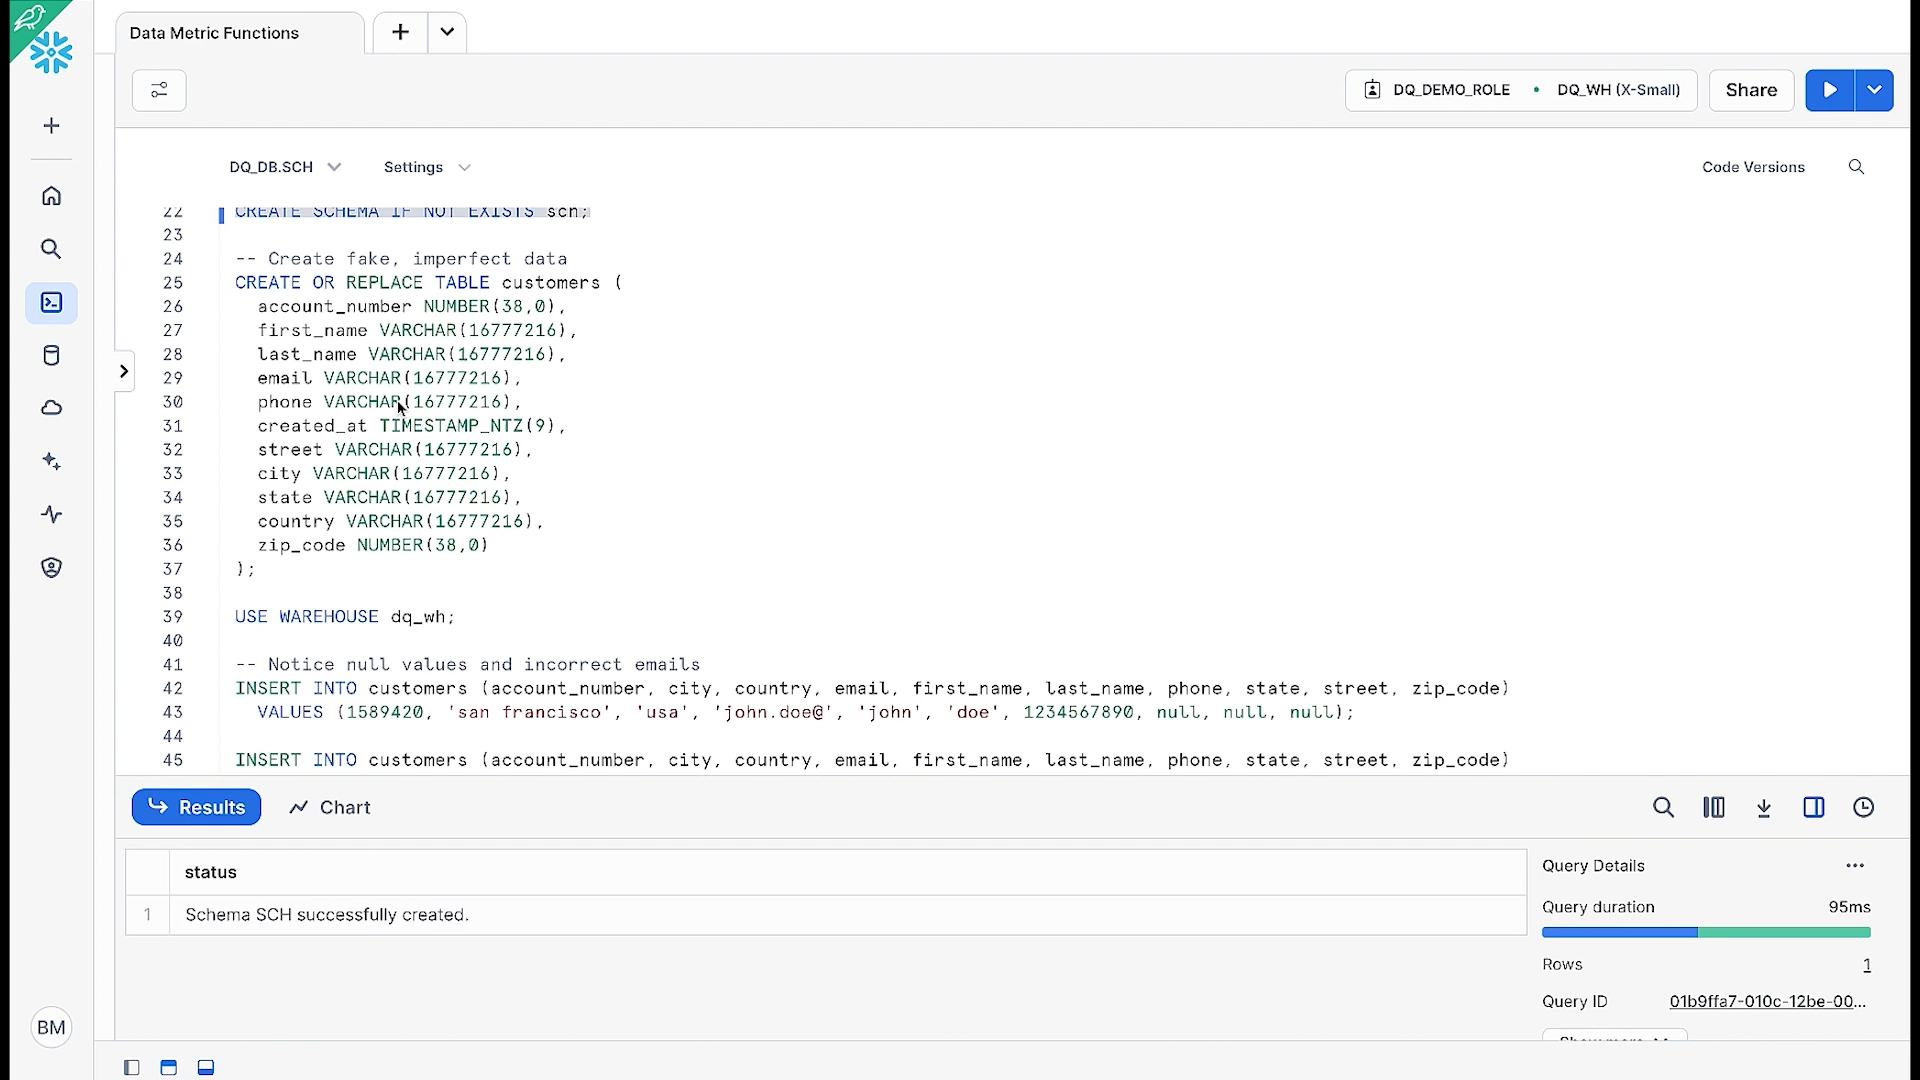 Data Metric Functions
DQ_DEMO_ROLE • DQ_WH (X-Small)
Share
DQ_DB.SCH
Settings
Code Versions
22 CREATE SCHEMA IF NOT EXISTS sch;
23
24 -- Create fake, imperfect data
25 CREATE OR REPLACE TABLE customers (
26 account_number NUMBER(38,0),
27 first_name VARCHAR(16777216),
28 last_name VARCHAR(16777216),
29 email VARCHAR(16777216),
30 phone VARCHAR(16777216),
31 created_at TIMESTAMP_NTZ(9),
32 street VARCHAR(16777216),
33 city VARCHAR(16777216),
34 state VARCHAR(16777216),
35 country VARCHAR(16777216),
36 zip_code NUMBER(38,0)
37 );
38
39 USE WAREHOUSE dq_wh;
40
41 -- Notice null values and incorrect emails
42 INSERT INTO customers (account_number, city, country, email, first_name, last_name, phone, state, street, zip_code)
43 VALUES (1589420, 'san francisco', 'usa', 'john.doe@', 'john', 'doe', 1234567890, null, null, null);
44
45 INSERT INTO customers (account_number, city, country, email, first_name, last_name, phone, state, street, zip_code)
Results
Chart
status
1 Schema SCH successfully created.
Query Details
...
Query duration 95ms
Rows 1
Query ID 01b9ffa7-010c-12be-00...
Show more
BM